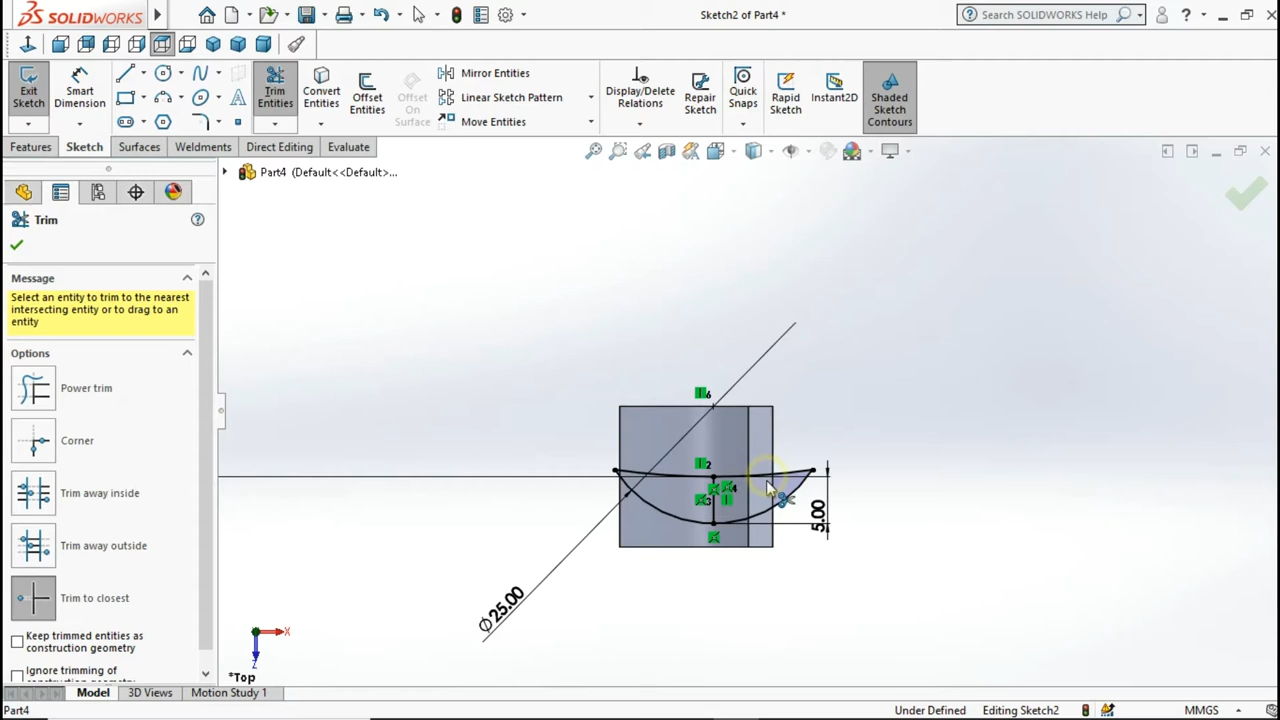 SOLIDWORKS
Sketch2 of Part4 *
Search SOLIDWORKS Help
?
Exit Sketch
Smart Dimension
Trim Entities
Convert Entities
Offset Entities
Offset On Surface
Mirror Entities
Linear Sketch Pattern
Move Entities
Display/Delete Relations
Repair Sketch
Quick Snaps
Rapid Sketch
Instant2D
Shaded Sketch Contours
Features
Sketch
Surfaces
Weldments
Direct Editing
Evaluate
Part4 (Default<<Default>...
Trim
?
Message
Select an entity to trim to the nearest
intersecting entity or to drag to an
entity
Options
Power trim
Corner
Trim away inside
Trim away outside
Trim to closest
Keep trimmed entities as
construction geometry
Ignore trimming of
6
2
4
3
5.00
Ø25.00
X
Z
*Top
Model
3D Views
Motion Study 1
Part4
Under Defined
Editing Sketch2
MMGS